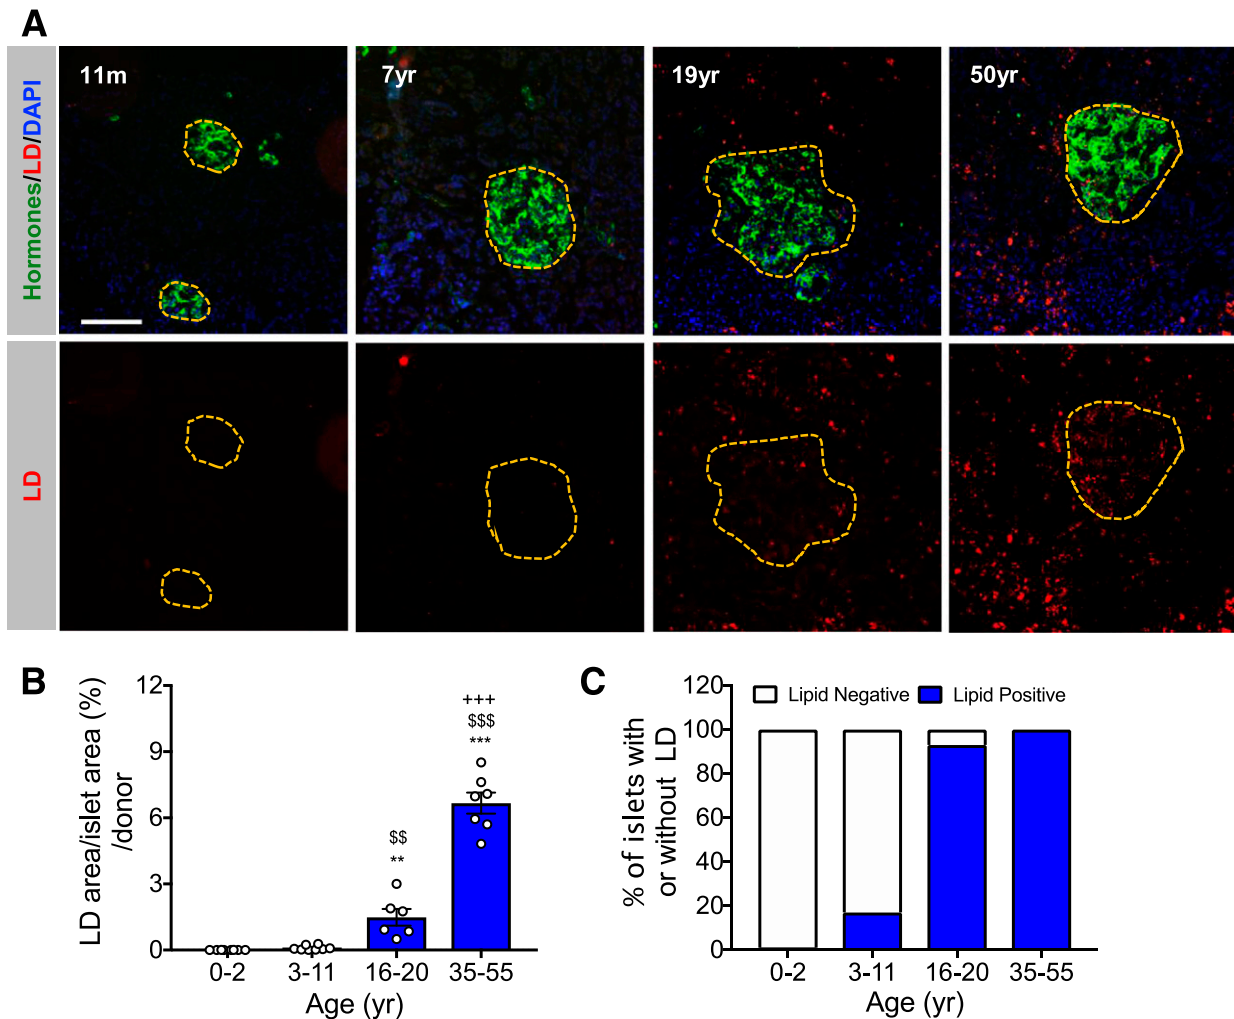 A
Hormones/LD/DAPI
11m
7yr
19yr
50yr
LD
B
LD area/islet area (%)
/donor
12
9
6
3
0
$$
**
+++
$$$
***
0-2
3-11
16-20
35-55
Age (yr)
C
% of islets with
or without LD
Lipid Negative
Lipid Positive
120
100
80
60
40
20
0
0-2
3-11
16-20
35-55
Age (yr)